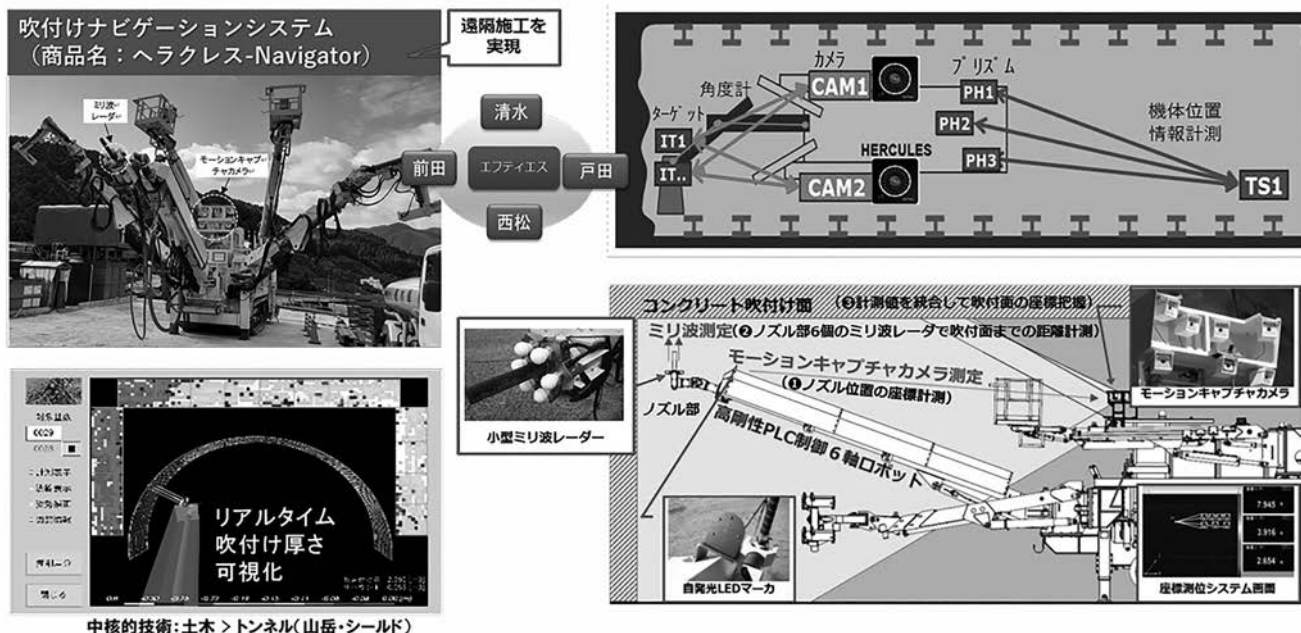 吹付けナビゲーションシステム
（商品名：ヘラクレス-Navigator）
遠隔施工を
実現
ミリ波
レーダー
モーションキャプ
チャカメラ
清水
前田
エフティエス
戸田
西松
カメラ
プリズム
角度計
CAM1
PH1
ターゲット
機体位置
情報計測
IT1
PH2
HERCULES
IT..
PH3
CAM2
TS1
コンクリート吹付け面
（❸計測値を統合して吹付面の座標把握）
ミリ波測定（❷ノズル部6個のミリ波レーダで吹付面までの距離計測）
モーションキャプチャカメラ測定
（❶ノズル位置の座標計測）
モーションキャプチャカメラ
ノズル部
小型ミリ波レーダー
高剛性PLC制御６軸ロボット
自発光LEDマーカ
7.945
3.916
2.654
座標測位システム画面
0029
リアルタイム
吹付け厚さ
可視化
閉じる
中核的技術：土木 > トンネル（山岳・シールド）